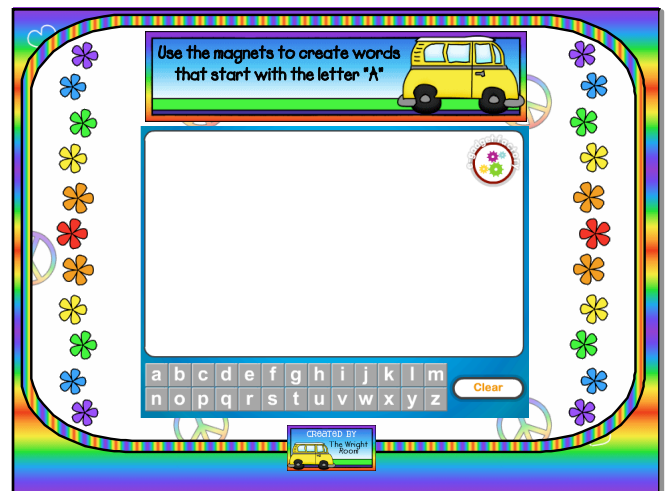 Use the magnets to create words
that start with the letter "A"
a b c d e f g h i j k l m
n o p q r s t u v w x y z
Clear
CREATED BY
The Wright
Room